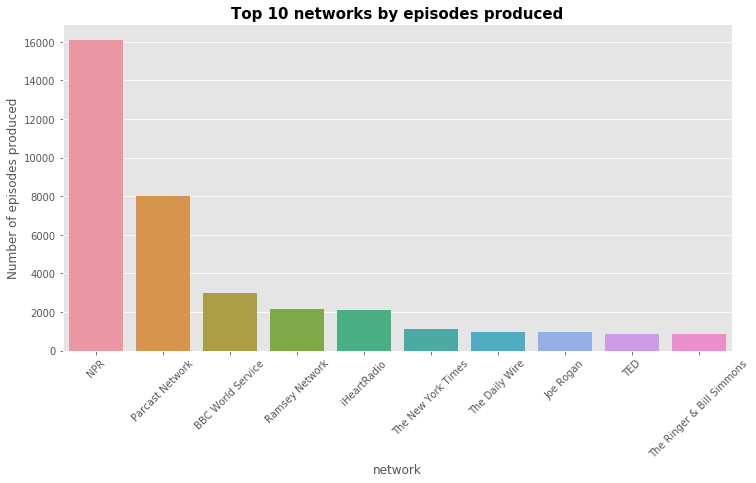 Top 10 networks by episodes produced
Number of episodes produced
16000
14000
12000
10000
8000
6000
4000
2000
0
NPR
Parcast Network
BBC World Service
Ramsey Network
iHeartRadio
The New York Times
The Daily Wire
Joe Rogan
TED
The Ringer & Bill Simmons
network